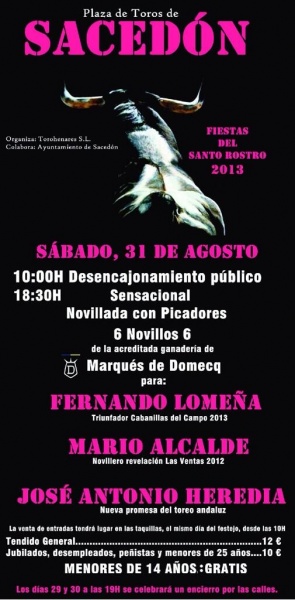 Plaza de Toros de
SACEDÓN
Organiza: Torohenares S.L.
Colabora: Ayuntamiento de Sacedón
FIESTAS
DEL
SANTO ROSTRO
2013
SÁBADO, 31 DE AGOSTO
10:00H Desencajonamiento público
18:30H Sensacional
Novillada con Picadores
6 Novillos 6
de la acreditada ganadería de
Marqués de Domecq
para:
FERNANDO LOMEÑA
Triunfador Cabanillas del Campo 2013
MARIO ALCALDE
Novillero revelación Las Ventas 2012
JOSÉ ANTONIO HEREDIA
Nueva promesa del toreo andaluz
La venta de entradas tendrá lugar en las taquillas, el mismo día del festejo, desde las 10H
Tendido General....................................................12 €
Jubilados, desempleados, peñistas y menores de 25 años....10 €
MENORES DE 14 AÑOS:GRATIS
Los días 29 y 30 a las 19H se celebrará un encierro por las calles.